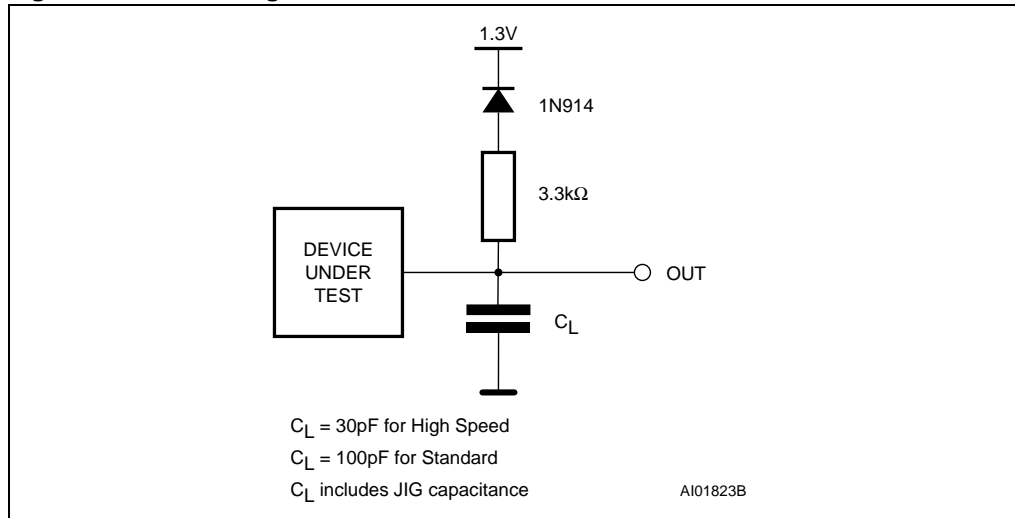 1.3V
1N914
3.3kΩ
DEVICE
UNDER
TEST
OUT
CL
CL = 30pF for High Speed
CL = 100pF for Standard
CL includes JIG capacitance
AI01823B